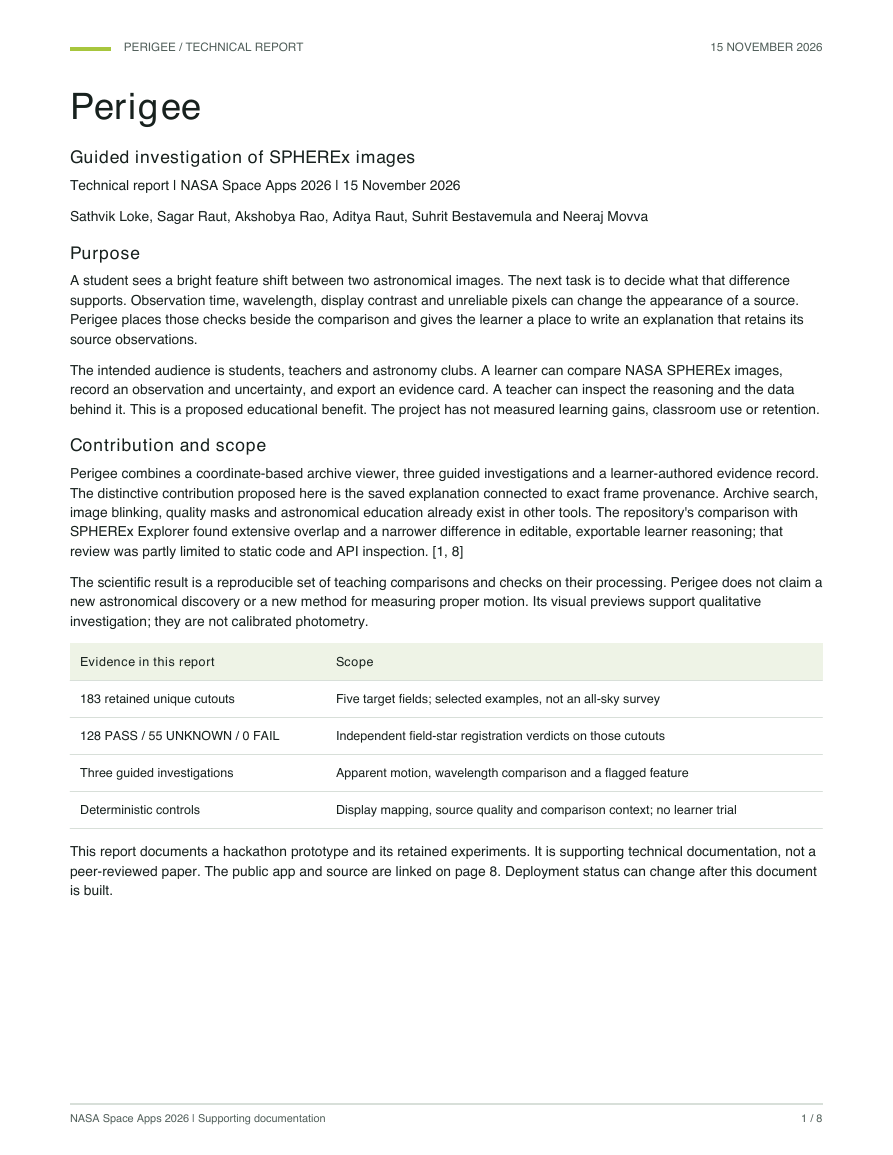 PERIGEE / TECHNICAL REPORT
15 NOVEMBER 2026
Perigee
Guided investigation of SPHEREx images
Technical report | NASA Space Apps 2026 | 15 November 2026
Sathvik Loke, Sagar Raut, Akshobya Rao, Aditya Raut, Suhrit Bestavemula and Neeraj Movva
Purpose
A student sees a bright feature shift between two astronomical images. The next task is to decide what that difference
supports. Observation time, wavelength, display contrast and unreliable pixels can change the appearance of a source.
Perigee places those checks beside the comparison and gives the learner a place to write an explanation that retains its
source observations.
The intended audience is students, teachers and astronomy clubs. A learner can compare NASA SPHEREx images,
record an observation and uncertainty, and export an evidence card. A teacher can inspect the reasoning and the data
behind it. This is a proposed educational benefit. The project has not measured learning gains, classroom use or retention.
Contribution and scope
Perigee combines a coordinate-based archive viewer, three guided investigations and a learner-authored evidence record.
The distinctive contribution proposed here is the saved explanation connected to exact frame provenance. Archive search,
image blinking, quality masks and astronomical education already exist in other tools. The repository's comparison with
SPHEREx Explorer found extensive overlap and a narrower difference in editable, exportable learner reasoning; that
review was partly limited to static code and API inspection. [1, 8]
The scientific result is a reproducible set of teaching comparisons and checks on their processing. Perigee does not claim a
new astronomical discovery or a new method for measuring proper motion. Its visual previews support qualitative
investigation; they are not calibrated photometry.
Evidence in this report
Scope
183 retained unique cutouts
Five target fields; selected examples, not an all-sky survey
128 PASS / 55 UNKNOWN / 0 FAIL
Independent field-star registration verdicts on those cutouts
Three guided investigations
Apparent motion, wavelength comparison and a flagged feature
Deterministic controls
Display mapping, source quality and comparison context; no learner trial
This report documents a hackathon prototype and its retained experiments. It is supporting technical documentation, not a
peer-reviewed paper. The public app and source are linked on page 8. Deployment status can change after this document
is built.
NASA Space Apps 2026 | Supporting documentation
1 / 8